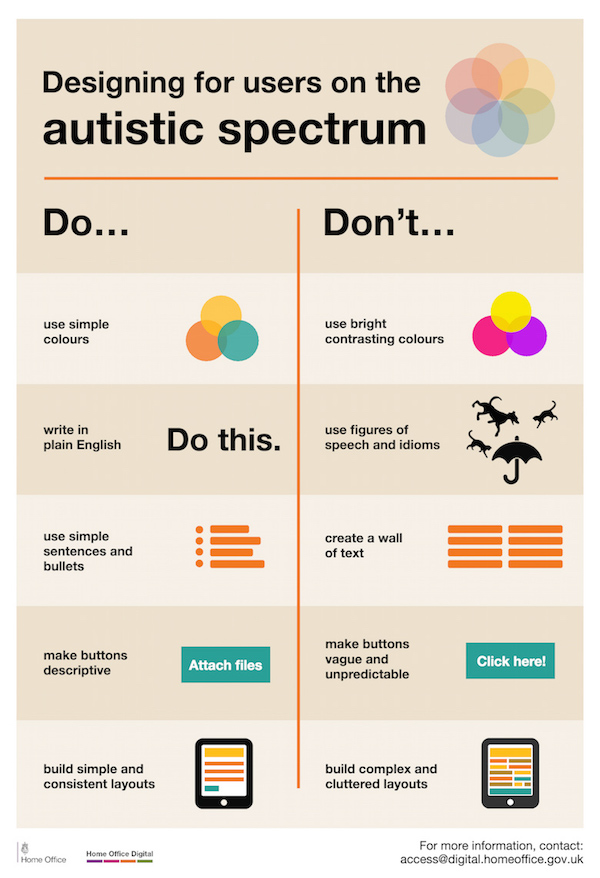 Designing for users on the
autistic spectrum
Do...
Don’t...
use simple
colours
use bright
contrasting colours
write in
plain English
Do this.
use figures of
speech and idioms
use simple
sentences and
bullets
create a wall
of text
make buttons
descriptive
Attach files
make buttons
vague and
unpredictable
Click here!
build simple and
consistent layouts
build complex and
cluttered layouts
Home Office
Home Office Digital
For more information, contact:
access@digital.homeoffice.gov.uk